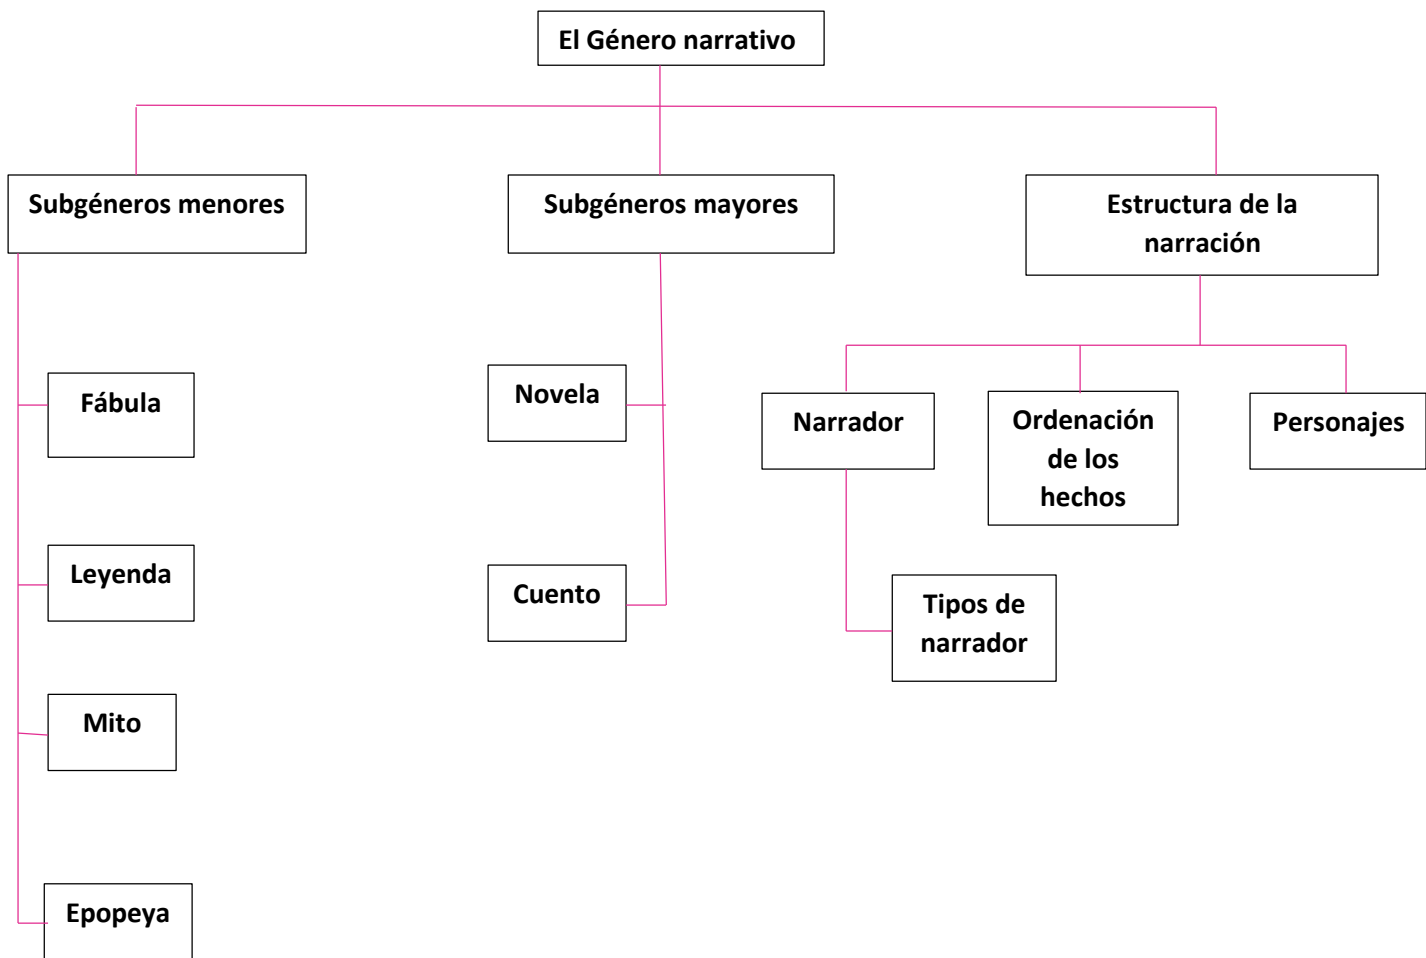 El Género narrativo
Subgéneros menores
Subgéneros mayores
Estructura de la
narración
Fábula
Leyenda
Mito
Epopeya
Novela
Cuento
Narrador
Ordenación
de los
hechos
Personajes
Tipos de
narrador